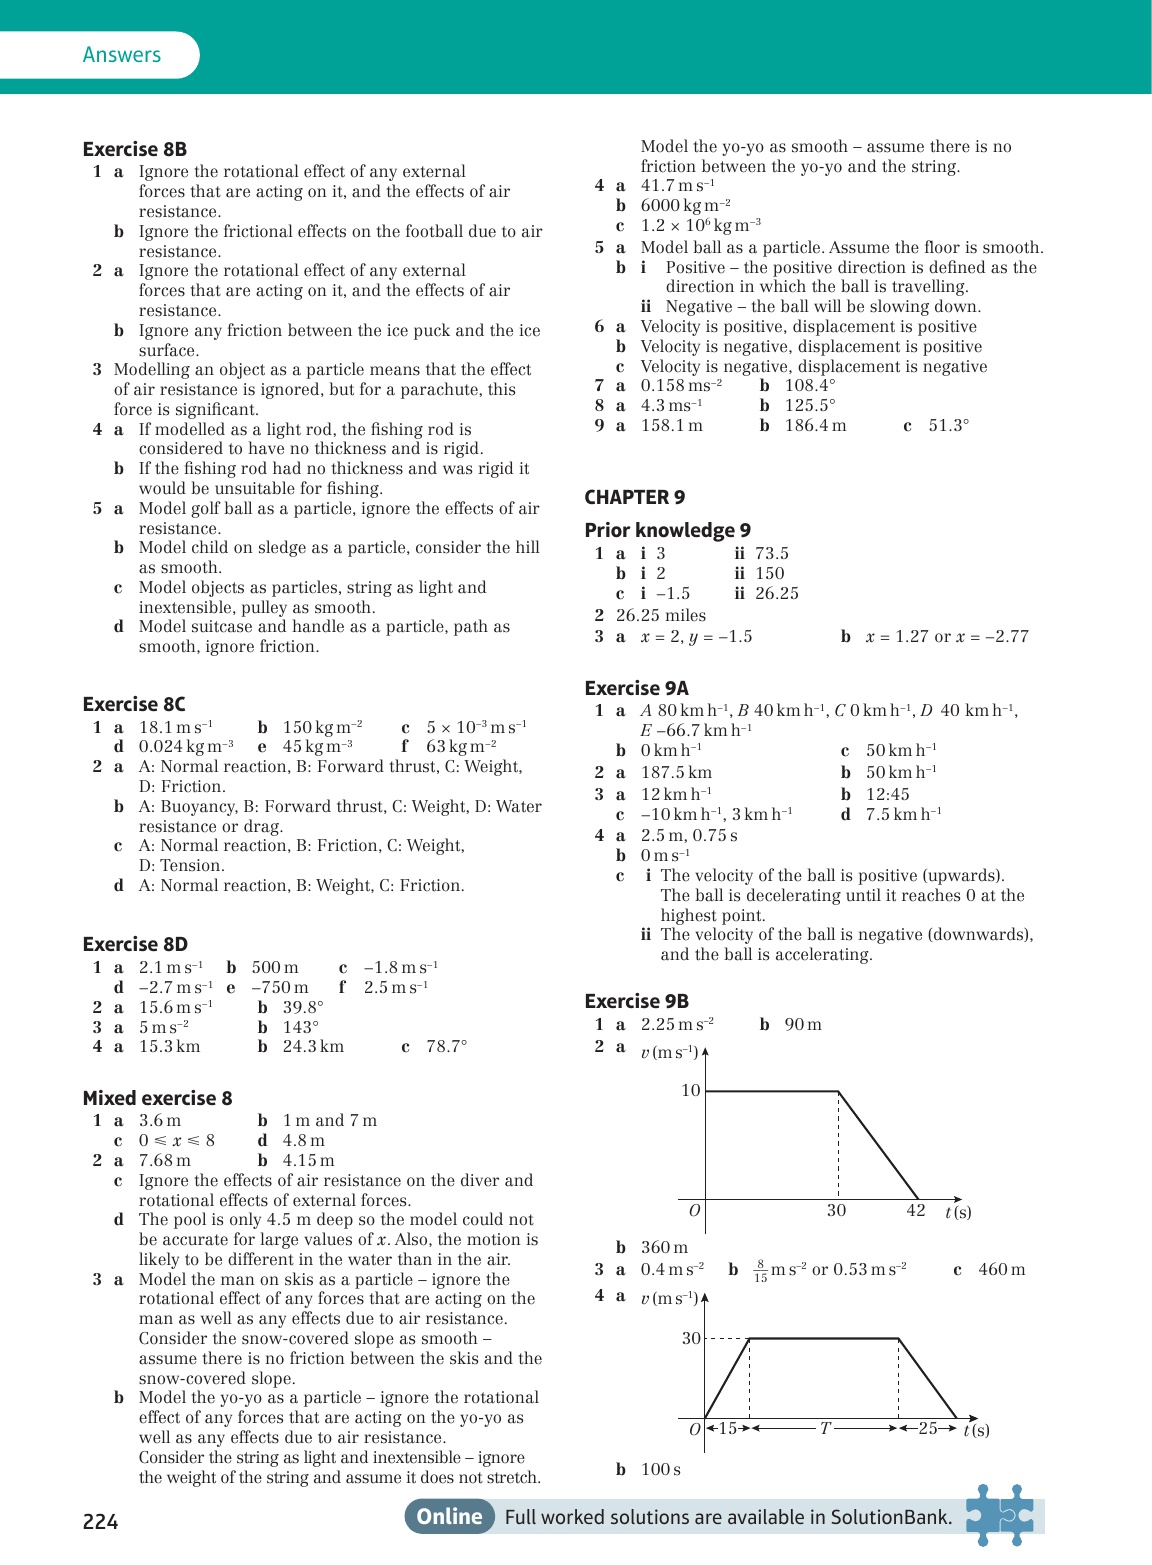 Answers
Exercise 8B
1 a Ignore the rotational effect of any external
forces that are acting on it, and the effects of air
resistance.
b Ignore the frictional effects on the football due to air
resistance.
2 a Ignore the rotational effect of any external
forces that are acting on it, and the effects of air
resistance.
b Ignore any friction between the ice puck and the ice
surface.
3 Modelling an object as a particle means that the effect
of air resistance is ignored, but for a parachute, this
force is significant.
4 a If modelled as a light rod, the fishing rod is
considered to have no thickness and is rigid.
b If the fishing rod had no thickness and was rigid it
would be unsuitable for fishing.
5 a Model golf ball as a particle, ignore the effects of air
resistance.
b Model child on sledge as a particle, consider the hill
as smooth.
c Model objects as particles, string as light and
inextensible, pulley as smooth.
d Model suitcase and handle as a particle, path as
smooth, ignore friction.
Exercise 8C
1 a 18.1 m s⁻¹ b 150 kg m⁻² c 5 × 10⁻³ m s⁻¹
d 0.024 kg m⁻³ e 45 kg m⁻³ f 63 kg m⁻²
2 a A: Normal reaction, B: Forward thrust, C: Weight,
D: Friction.
b A: Buoyancy, B: Forward thrust, C: Weight, D: Water
resistance or drag.
c A: Normal reaction, B: Friction, C: Weight,
D: Tension.
d A: Normal reaction, B: Weight, C: Friction.
Exercise 8D
1 a 2.1 m s⁻¹ b 500 m c –1.8 m s⁻¹
d –2.7 m s⁻¹ e –750 m f 2.5 m s⁻¹
2 a 15.6 m s⁻¹ b 39.8°
3 a 5 m s⁻² b 143°
4 a 15.3 km b 24.3 km c 78.7°
Mixed exercise 8
1 a 3.6 m b 1 m and 7 m
c 0 ⩽ x ⩽ 8 d 4.8 m
2 a 7.68 m b 4.15 m
c Ignore the effects of air resistance on the diver and
rotational effects of external forces.
d The pool is only 4.5 m deep so the model could not
be accurate for large values of x. Also, the motion is
likely to be different in the water than in the air.
3 a Model the man on skis as a particle – ignore the
rotational effect of any forces that are acting on the
man as well as any effects due to air resistance.
Consider the snow-covered slope as smooth –
assume there is no friction between the skis and the
snow-covered slope.
b Model the yo-yo as a particle – ignore the rotational
effect of any forces that are acting on the yo-yo as
well as any effects due to air resistance.
Consider the string as light and inextensible – ignore
the weight of the string and assume it does not stretch.
Model the yo-yo as smooth – assume there is no
friction between the yo-yo and the string.
4 a 41.7 m s⁻¹
b 6000 kg m⁻²
c 1.2 × 10⁶ kg m⁻³
5 a Model ball as a particle. Assume the floor is smooth.
b i Positive – the positive direction is defined as the
direction in which the ball is travelling.
ii Negative – the ball will be slowing down.
6 a Velocity is positive, displacement is positive
b Velocity is negative, displacement is positive
c Velocity is negative, displacement is negative
7 a 0.158 ms⁻² b 108.4°
8 a 4.3 ms⁻¹ b 125.5°
9 a 158.1 m b 186.4 m c 51.3°
CHAPTER 9
Prior knowledge 9
1 a i 3 ii 73.5
b i 2 ii 150
c i –1.5 ii 26.25
2 26.25 miles
3 a x = 2, y = –1.5 b x = 1.27 or x = –2.77
Exercise 9A
1 a A 80 km h⁻¹, B 40 km h⁻¹, C 0 km h⁻¹, D 40 km h⁻¹,
E –66.7 km h⁻¹
b 0 km h⁻¹ c 50 km h⁻¹
2 a 187.5 km b 50 km h⁻¹
3 a 12 km h⁻¹ b 12:45
c –10 km h⁻¹, 3 km h⁻¹ d 7.5 km h⁻¹
4 a 2.5 m, 0.75 s
b 0 m s⁻¹
c i The velocity of the ball is positive (upwards).
The ball is decelerating until it reaches 0 at the
highest point.
ii The velocity of the ball is negative (downwards),
and the ball is accelerating.
Exercise 9B
1 a 2.25 m s⁻² b 90 m
2 a v (m s⁻¹)
10
O 30 42 t (s)
b 360 m
3 a 0.4 m s⁻² b 8/15 m s⁻² or 0.53 m s⁻² c 460 m
4 a v (m s⁻¹)
30
O 15 T 25 t (s)
b 100 s
224
Online Full worked solutions are available in SolutionBank.